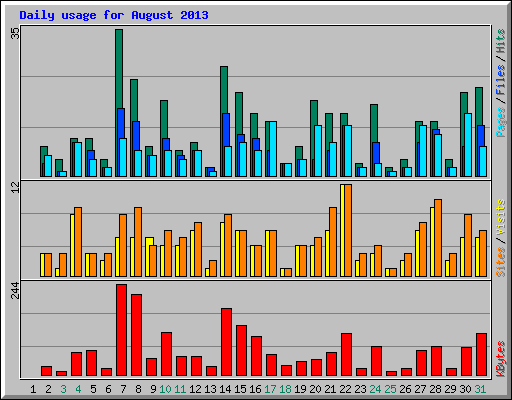 Daily usage for August 2013
35
12
244
Pages / Files / Hits
Sites / Visits
KBytes
1 2 3 4 5 6 7 8 9 10 11 12 13 14 15 16 17 18 19 20 21 22 23 24 25 26 27 28 29 30 31